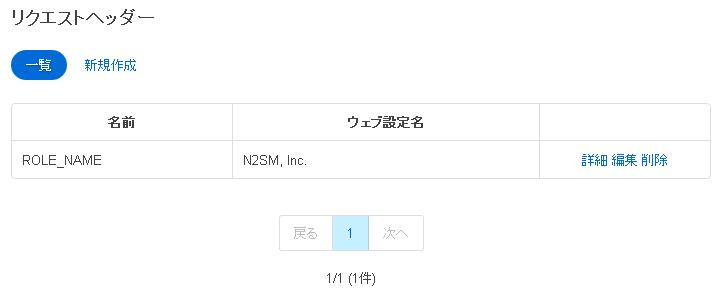 リクエストヘッダー
一覧 新規作成
名前 ウェブ設定名
ROLE_NAME N2SM, Inc. 詳細 編集 削除
戻る 1 次へ
1/1 (1件)